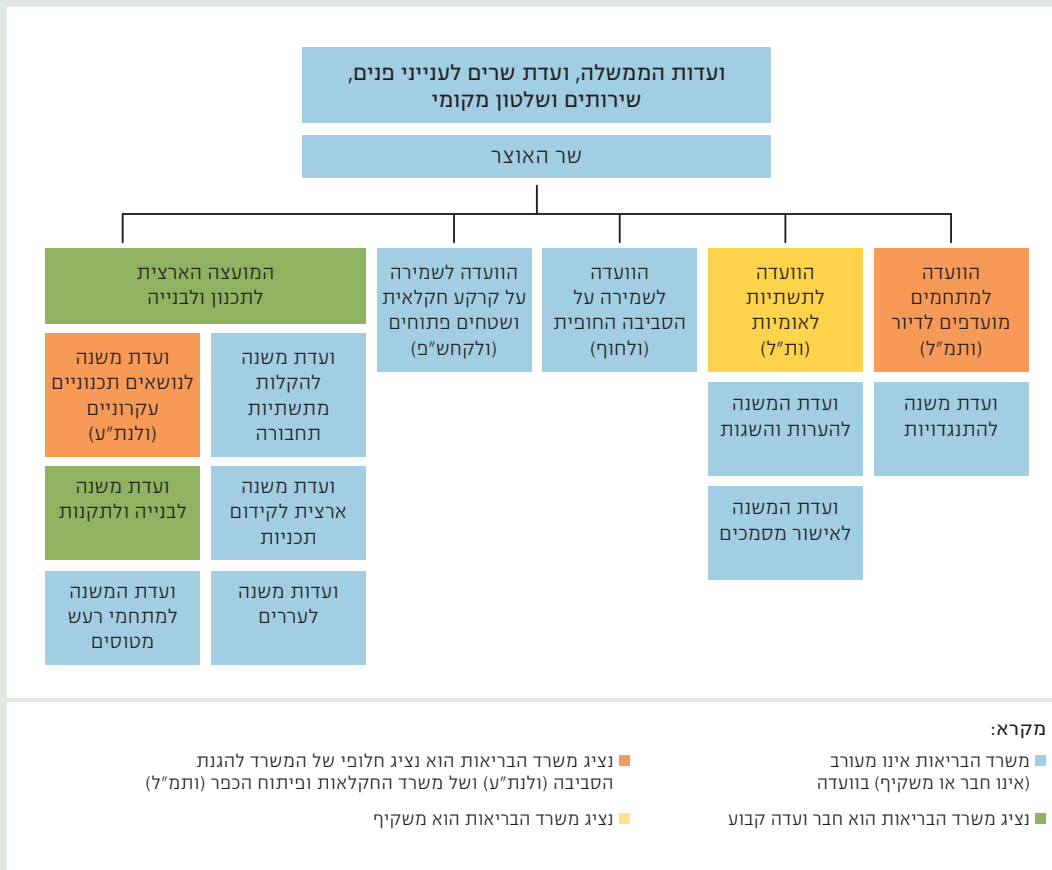 ועדות הממשלה, ועדת שרים לענייני פנים,
שירותים ושלטון מקומי
שר האוצר
הוועדה
למתחמים
מועדפים לדיור
(ותמ"ל)
ועדת משנה
להתנגדויות
הוועדה
לתשתיות
לאומיות
(ות"ל)
ועדת המשנה
להערות והשגות
ועדת המשנה
לאישור מסמכים
הוועדה
לשמירה על
הסביבה החופית
(ולחוף)
הוועדה לשמירה
על קרקע חקלאית
ושטחים פתוחים
(ולקחש"פ)
המועצה הארצית
לתכנון ולבנייה
ועדת משנה
להקלות
מתשתיות
תחבורה
ועדת משנה
לנושאים תכנוניים
עקרוניים
(ולנת"ע)
ועדת משנה
ארצית לקידום
תכניות
ועדת משנה
לבנייה ולתקנות
ועדות משנה
לעררים
ועדת המשנה
למתחמי רעש
מטוסים
מקרא:
משרד הבריאות אינו מעורב
(אינו חבר או משקיף) בוועדה
נציג משרד הבריאות הוא חבר ועדה קבוע
נציג משרד הבריאות הוא נציג חלופי של המשרד להגנת
הסביבה (ולנת"ע) ושל משרד החקלאות ופיתוח הכפר (ותמ"ל)
נציג משרד הבריאות הוא משקיף